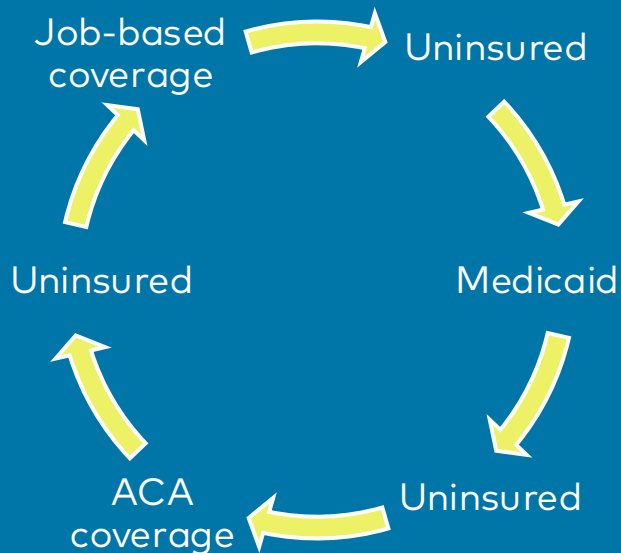 Job-based
coverage
Uninsured
Medicaid
Uninsured
ACA
coverage
Uninsured